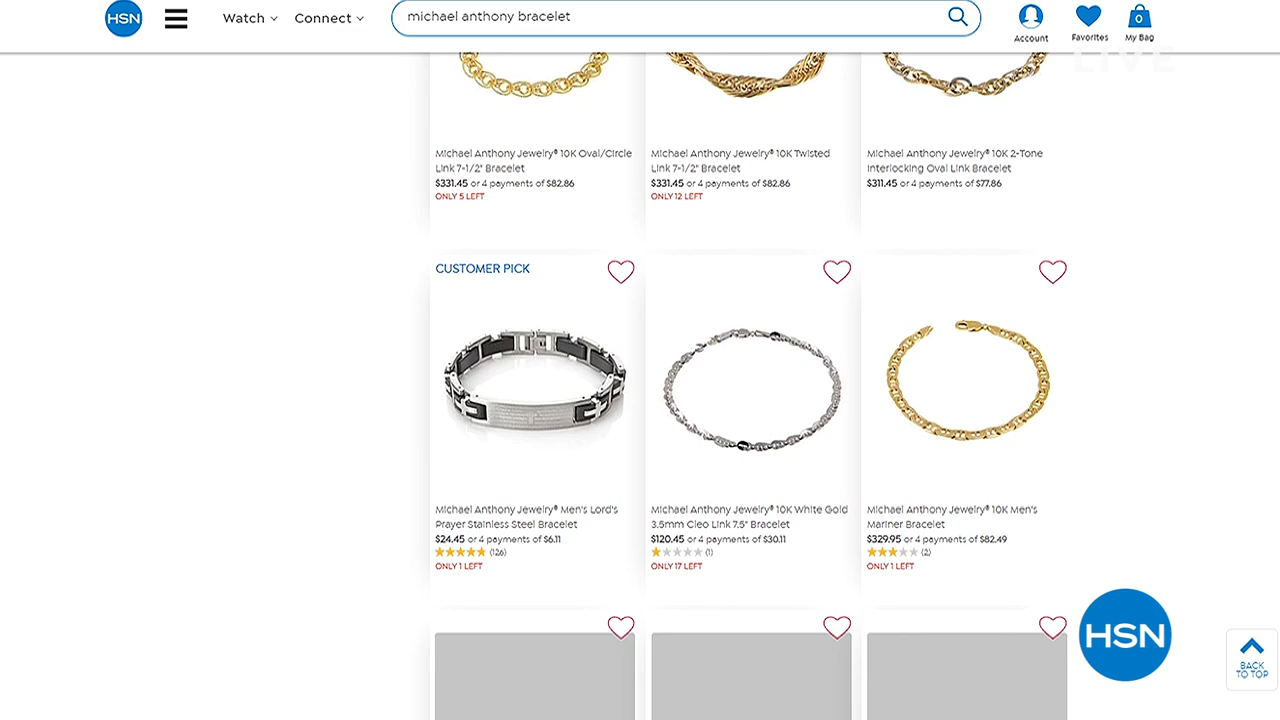 HSN
Watch
Connect
michael anthony bracelet
Account
Favorites
0
My Bag
LIVE
Michael Anthony Jewelry® 10K Oval/Circle
Link 7-1/2" Bracelet
$331.45 or 4 payments of $82.86
ONLY 5 LEFT
Michael Anthony Jewelry® 10K Twisted
Link 7-1/2" Bracelet
$331.45 or 4 payments of $82.86
ONLY 12 LEFT
Michael Anthony Jewelry® 10K 2-Tone
Interlocking Oval Link Bracelet
$311.45 or 4 payments of $77.86
CUSTOMER PICK
Michael Anthony Jewelry® Men's Lord's
Prayer Stainless Steel Bracelet
$24.45 or 4 payments of $6.11
(126)
ONLY 1 LEFT
Michael Anthony Jewelry® 10K White Gold
3.5mm Cleo Link 7.5" Bracelet
$120.45 or 4 payments of $30.11
(1)
ONLY 17 LEFT
Michael Anthony Jewelry® 10K Men's
Mariner Bracelet
$329.95 or 4 payments of $82.49
(2)
ONLY 1 LEFT
HSN
BACK
TO TOP